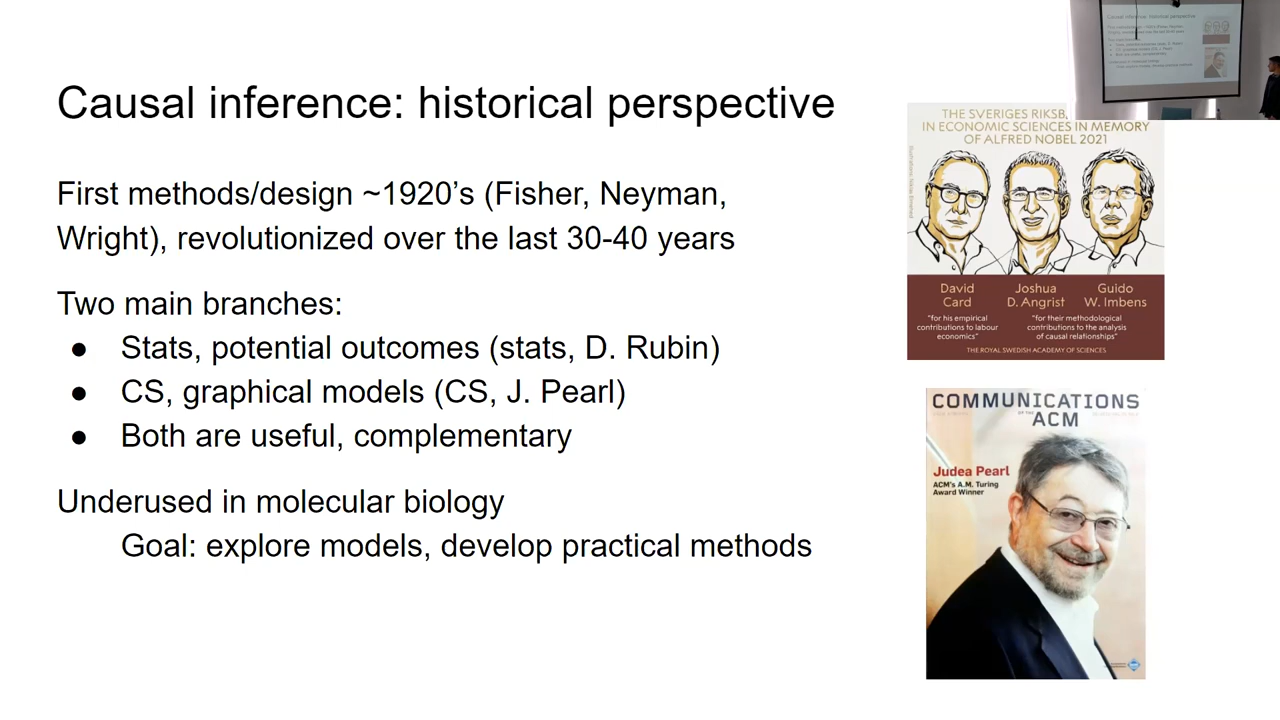 Causal inference: historical perspective
First methods/design ~1920's (Fisher, Neyman,
Wright), revolutionized over the last 30-40 years
Two main branches:
● Stats, potential outcomes (stats, D. Rubin)
● CS, graphical models (CS, J. Pearl)
● Both are useful, complementary
Underused in molecular biology
Goal: explore models, develop practical methods
THE SVERIGES RIKSB
IN ECONOMIC SCIENCES IN MEMORY
OF ALFRED NOBEL 2021
David Card
Joshua D. Angrist
Guido W. Imbens
"for his empirical
contributions to labour
economics"
"for their methodological
contributions to the analysis
of causal relationships"
THE ROYAL SWEDISH ACADEMY OF SCIENCES
COMMUNICATIONS
OF THE
ACM
Judea Pearl
ACM's A.M. Turing
Award Winner